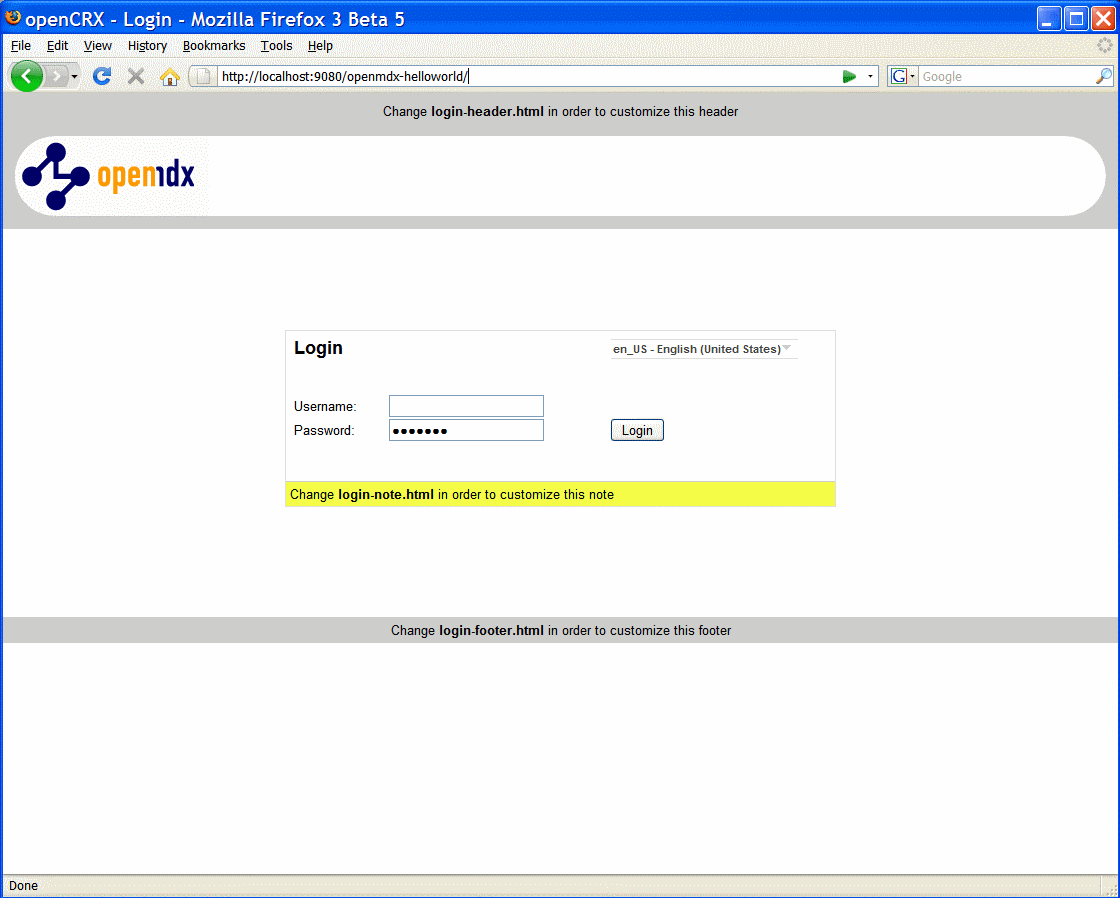 openCRX - Login - Mozilla Firefox 3 Beta 5
File Edit View History Bookmarks Tools Help
http://localhost:9080/openmdx-helloworld/ G Google
Change login-header.html in order to customize this header
openmdx
Login en_US - English (United States)
Username:
Password: ●●●●●●● Login
Change login-note.html in order to customize this note
Change login-footer.html in order to customize this footer
Done